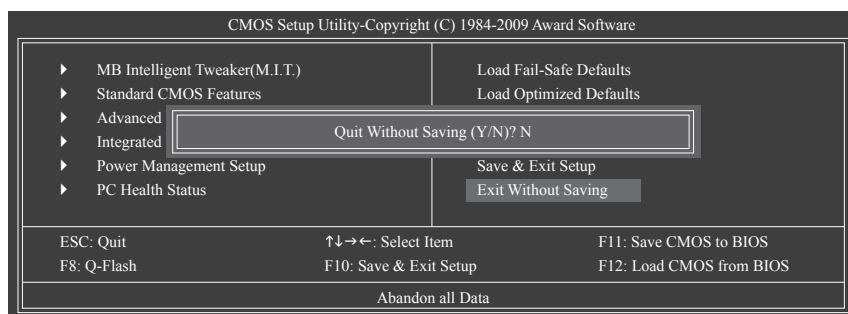 CMOS Setup Utility-Copyright (C) 1984-2009 Award Software
MB Intelligent Tweaker(M.I.T.)
Standard CMOS Features
Advanced
Integrated
Power Management Setup
PC Health Status
Load Fail-Safe Defaults
Load Optimized Defaults
Quit Without Saving (Y/N)? N
Save & Exit Setup
Exit Without Saving
ESC: Quit
↑↓→←: Select Item
F11: Save CMOS to BIOS
F8: Q-Flash
F10: Save & Exit Setup
F12: Load CMOS from BIOS
Abandon all Data